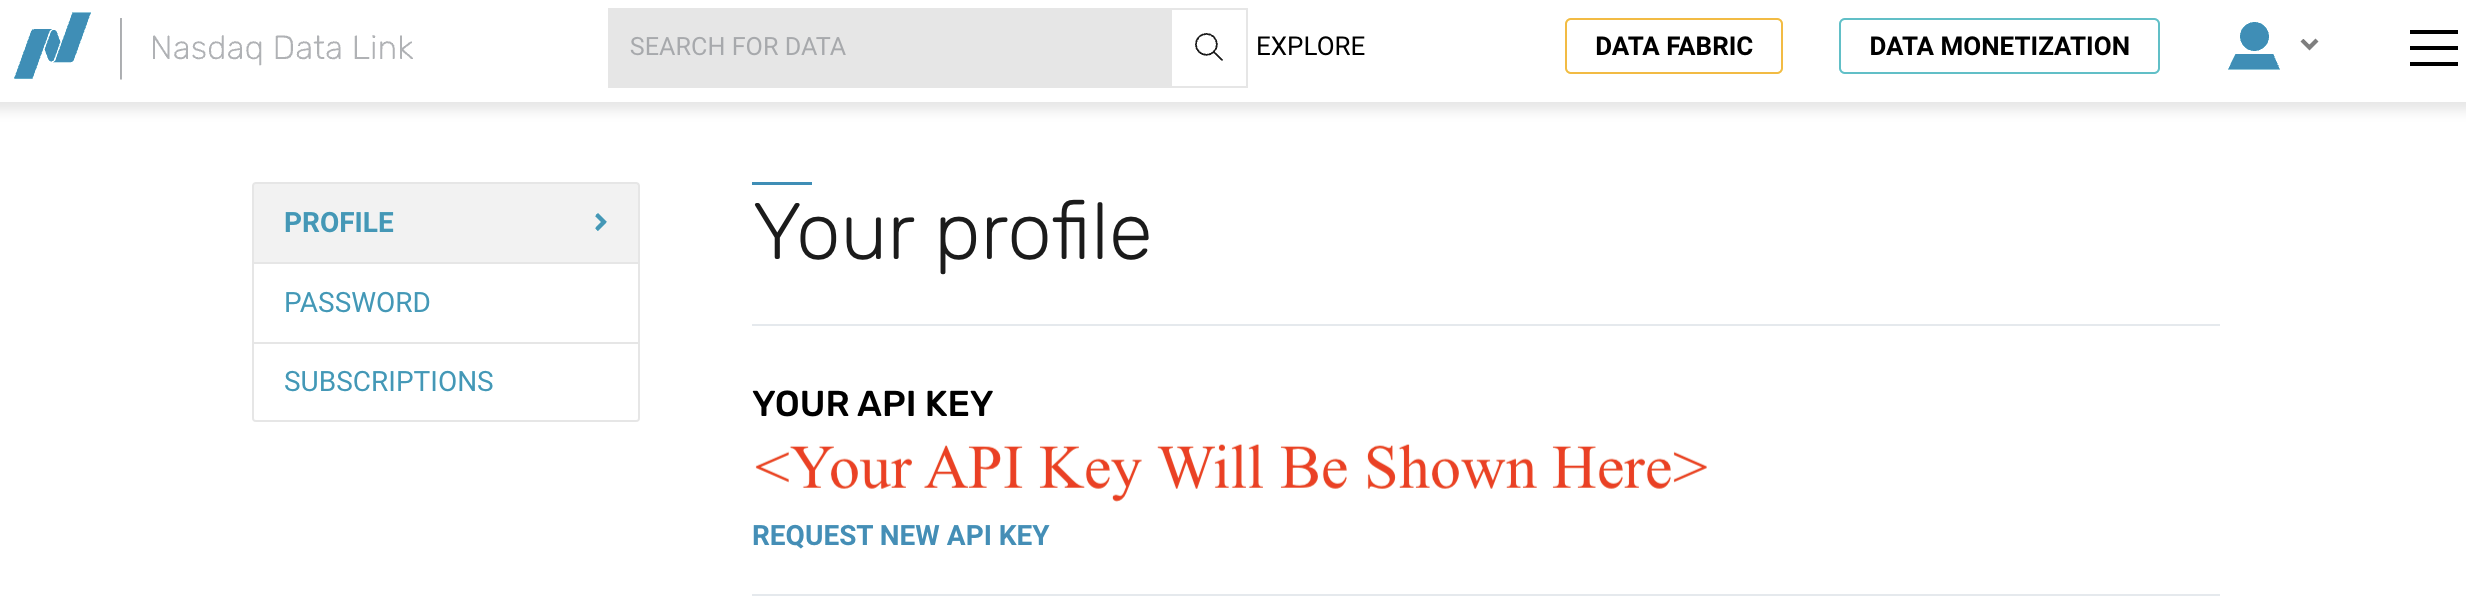 Nasdaq Data Link
SEARCH FOR DATA
EXPLORE
DATA FABRIC
DATA MONETIZATION
PROFILE
PASSWORD
SUBSCRIPTIONS
Your profile
YOUR API KEY
<Your API Key Will Be Shown Here>
REQUEST NEW API KEY